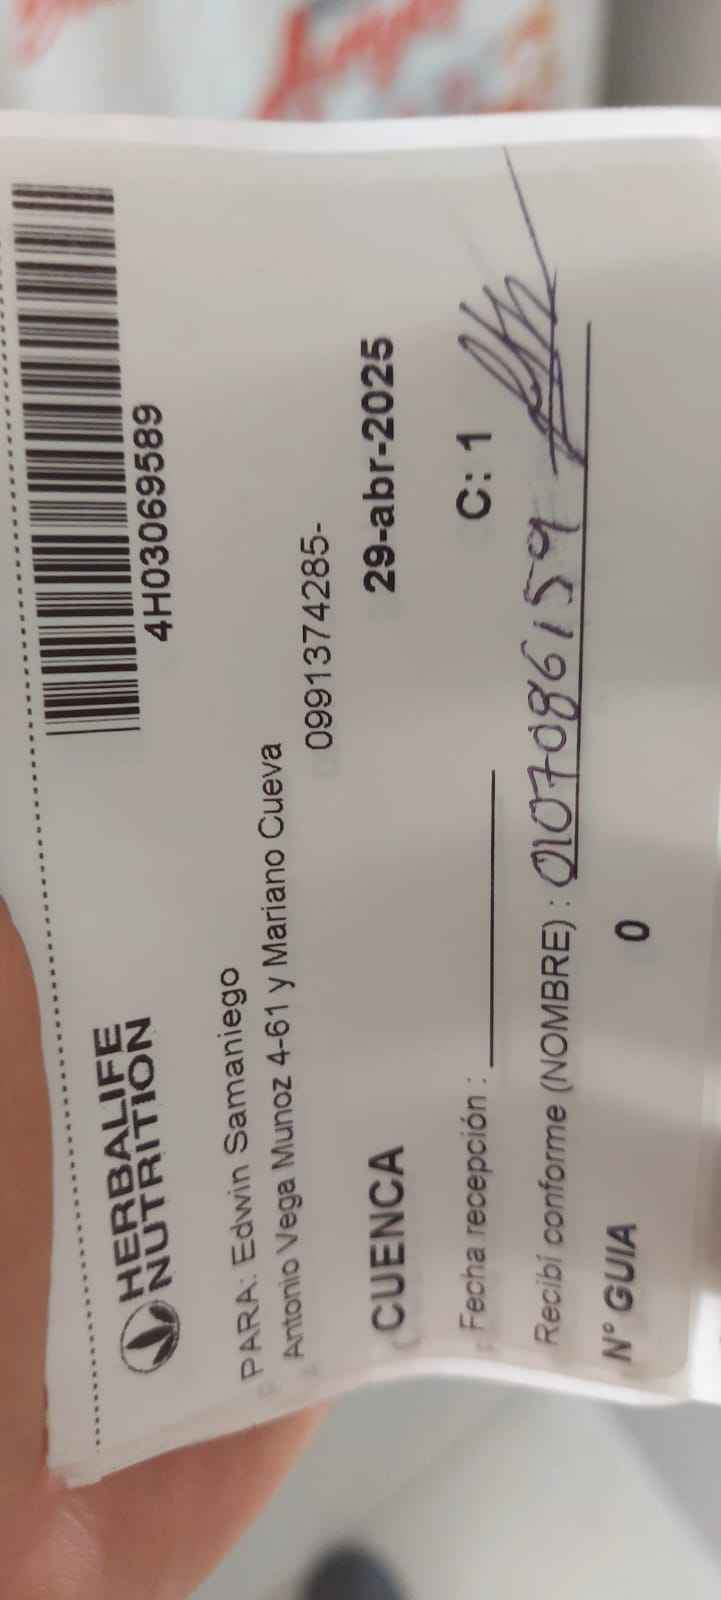 HERBALIFE
NUTRITION
4H03069589
PARA: Edwin Samaniego
Antonio Vega Munoz 4-61 y Mariano Cueva
0991374285-
CUENCA 29-abr-2025
Fecha recepción : C: 1
Recibí conforme (NOMBRE) : 0107086159
N° GUIA 0